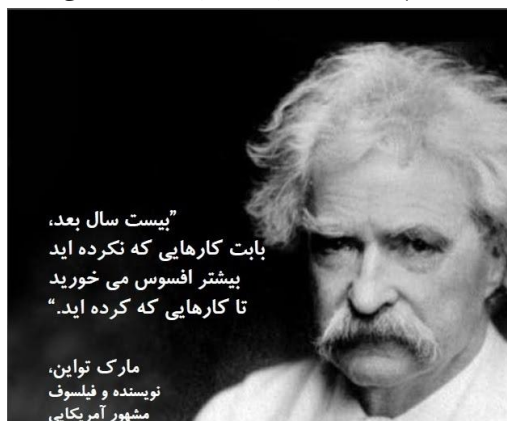 "بیست سال بعد،
بابت کارهایی که نکرده اید
بیشتر افسوس می خورید
تا کارهایی که کرده اید."
مارک تواین،
نویسنده و فیلسوف
مشهور آمریکایی